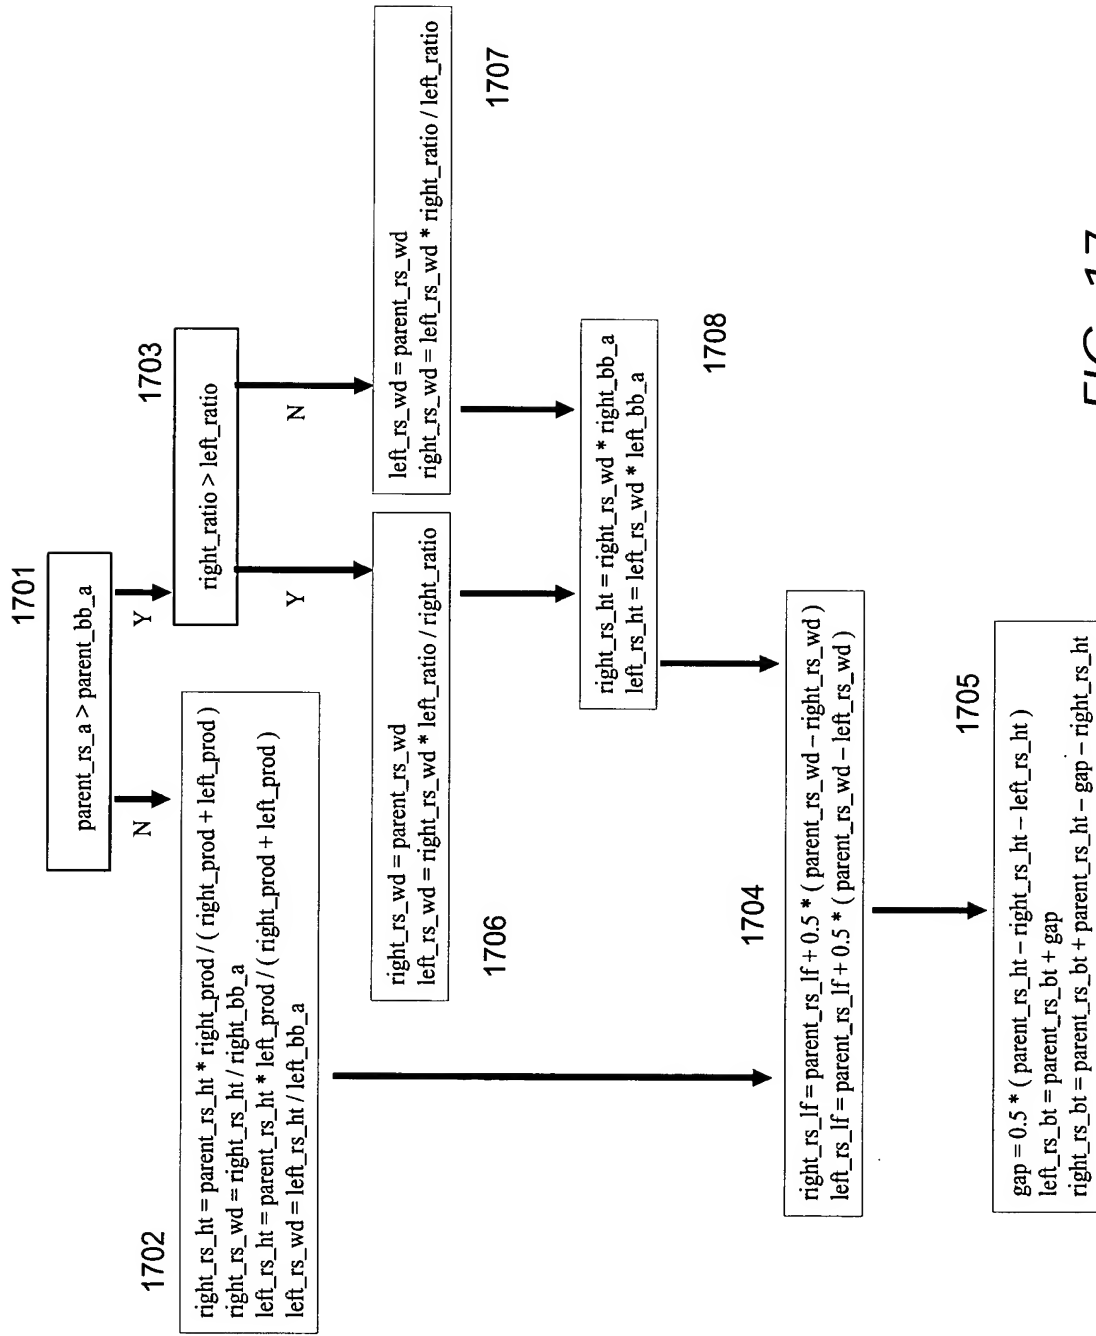 1701
parent_rs_a > parent_bb_a
N
Y
1702
right_rs_ht = parent_rs_ht * right_prod / ( right_prod + left_prod )
right_rs_wd = right_rs_ht / right_bb_a
left_rs_ht = parent_rs_ht * left_prod / ( right_prod + left_prod )
left_rs_wd = left_rs_ht / left_bb_a
1703
right_ratio > left_ratio
Y
N
right_rs_wd = parent_rs_wd
left_rs_wd = right_rs_wd * left_ratio / right_ratio
1706
left_rs_wd = parent_rs_wd
right_rs_wd = left_rs_wd * right_ratio / left_ratio
1707
right_rs_ht = right_rs_wd * right_bb_a
left_rs_ht = left_rs_wd * left_bb_a
1708
1704
right_rs_lf = parent_rs_lf + 0.5 * ( parent_rs_wd – right_rs_wd )
left_rs_lf = parent_rs_lf + 0.5 * ( parent_rs_wd – left_rs_wd )
1705
gap = 0.5 * ( parent_rs_ht – right_rs_ht – left_rs_ht )
left_rs_bt = parent_rs_bt + gap
right_rs_bt = parent_rs_bt + parent_rs_ht – gap – right_rs_ht
FIG. 17